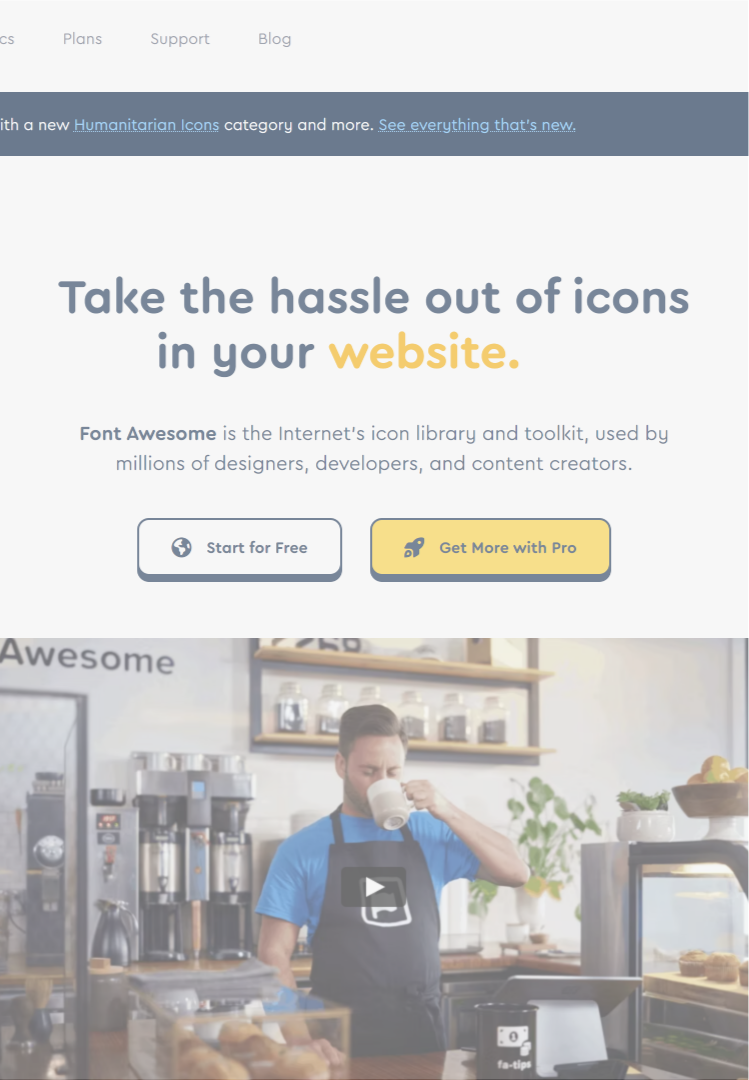 cs Plans Support Blog
ith a new Humanitarian Icons category and more. See everything that's new.
Take the hassle out of icons
in your website.
Font Awesome is the Internet's icon library and toolkit, used by
millions of designers, developers, and content creators.
Start for Free Get More with Pro
Awesome
fa-tips